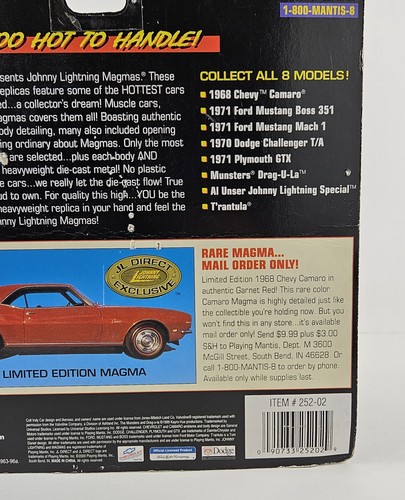 1-800-MANTIS-8
OO HOT TO HANDLE!
sents Johnny Lightning Magmas.® These
replicas feature some of the HOTTEST cars
ed...a collector's dream! Muscle cars,
agmas covers them all! Boasting authentic
ody detailing, many also included opening
ing ordinary about Magmas. Only the most
are selected...plus each body AND
heavyweight die-cast metal! No plastic
e cars...we really let the die-cast flow! True
ud to own. For quality this high...YOU be the
heavyweight replica in your hand and feel the
hnny Lightning Magmas!
COLLECT ALL 8 MODELS!
1968 Chevy™ Camaro®
1971 Ford Mustang Boss 351
1971 Ford Mustang Mach 1
1970 Dodge Challenger T/A
1971 Plymouth GTX
Munsters® Drag-U-La™
Al Unser Johnny Lightning Special™
T'rantula®
JL DIRECT
JOHNNY
LIGHTNING
EXCLUSIVE
LIMITED EDITION MAGMA
RARE MAGMA...
MAIL ORDER ONLY!
Limited Edition 1968 Chevy Camaro in
authentic Garnet Red! This rare color
Camaro Magma is highly detailed just like
the collectible you're holding now. But you
won't find this in any store...it's available
mail order only! Send $9.99 plus $3.00
S&H to Playing Mantis, Dept. M 3600
McGill Street, South Bend, IN 46628. Or
call 1-800-MANTIS-8 to order by phone.
Available only while supplies last.
ITEM # 252-02
0 90733 25202
Official Licensed Product
Dodge